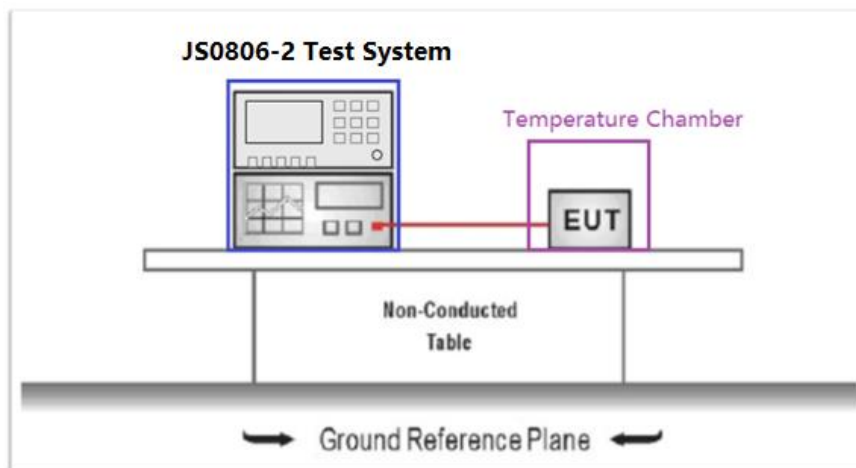 JS0806-2 Test System
Temperature Chamber
EUT
Non-Conducted
Table
Ground Reference Plane